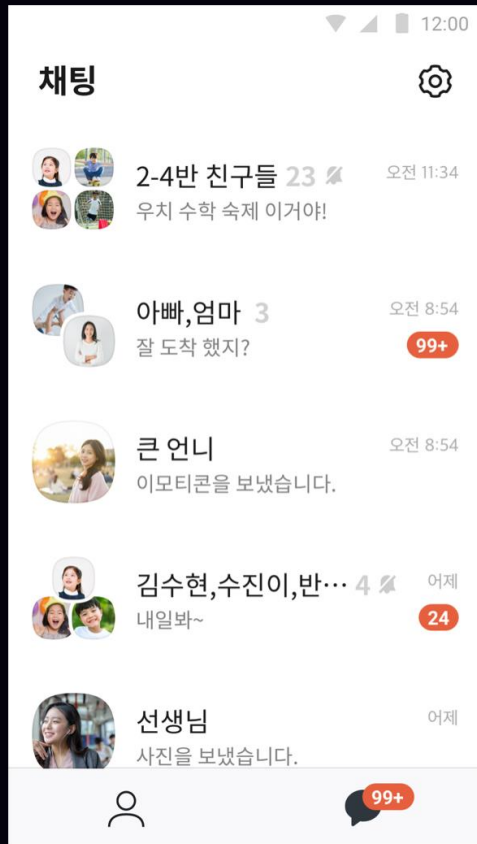 12:00
채팅
2-4반 친구들 23 오전 11:34
우치 수학 숙제 이거야!
아빠,엄마 3 오전 8:54
잘 도착 했지? 99+
큰 언니 오전 8:54
이모티콘을 보냈습니다.
김수현,수진이,반··· 4 어제
내일봐~ 24
선생님 어제
사진을 보냈습니다.
99+